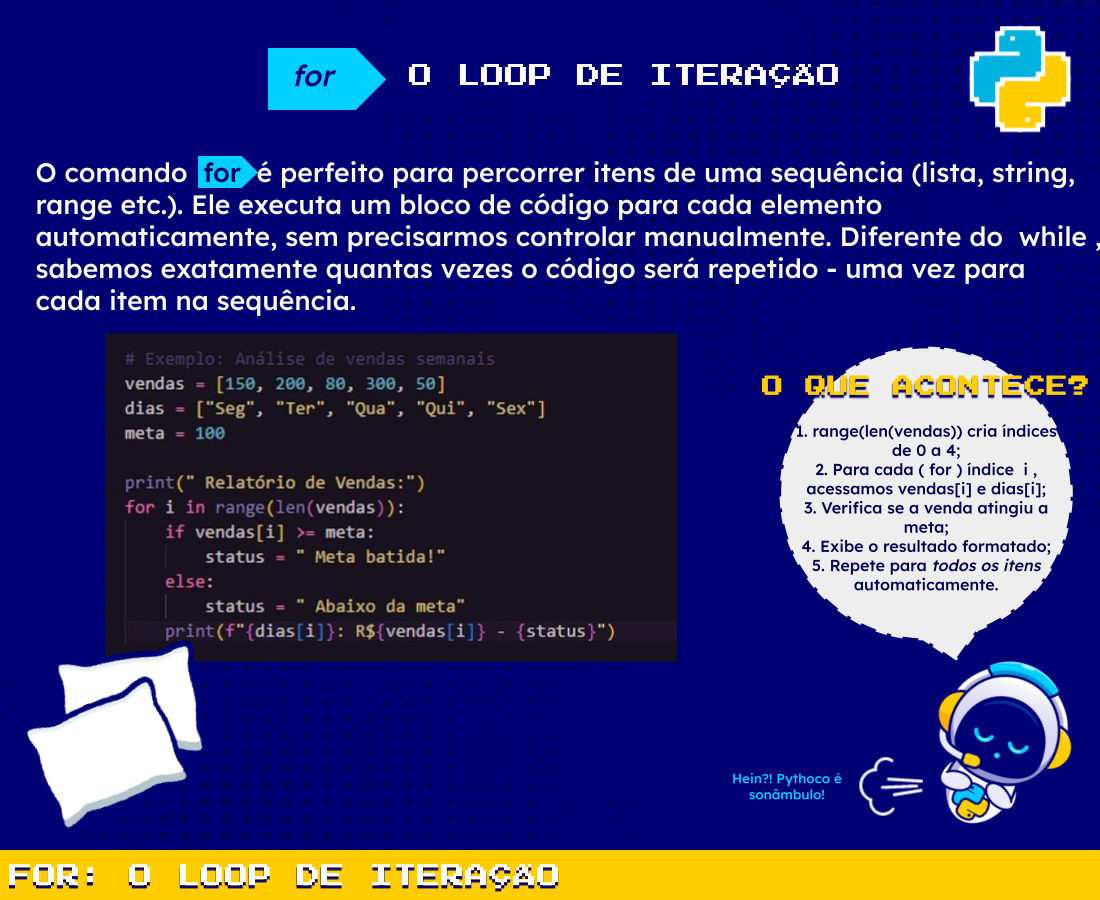 for
O LOOP DE ITERAÇÃO
O comando for é perfeito para percorrer itens de uma sequência (lista, string,
range etc.). Ele executa um bloco de código para cada elemento
automaticamente, sem precisarmos controlar manualmente. Diferente do while ,
sabemos exatamente quantas vezes o código será repetido - uma vez para
cada item na sequência.
# Exemplo: Análise de vendas semanais
vendas = [150, 200, 80, 300, 50]
dias = ["Seg", "Ter", "Qua", "Qui", "Sex"]
meta = 100
print(" Relatório de Vendas:")
for i in range(len(vendas)):
if vendas[i] >= meta:
status = " Meta batida!"
else:
status = " Abaixo da meta"
print(f"{dias[i]}: R${vendas[i]} - {status}")
O QUE ACONTECE?
1. range(len(vendas)) cria índices
de 0 a 4;
2. Para cada ( for ) índice i ,
acessamos vendas[i] e dias[i];
3. Verifica se a venda atingiu a
meta;
4. Exibe o resultado formatado;
5. Repete para todos os itens
automaticamente.
Hein?! Pythoco é
sonâmbulo!
FOR: O LOOP DE ITERAÇÃO